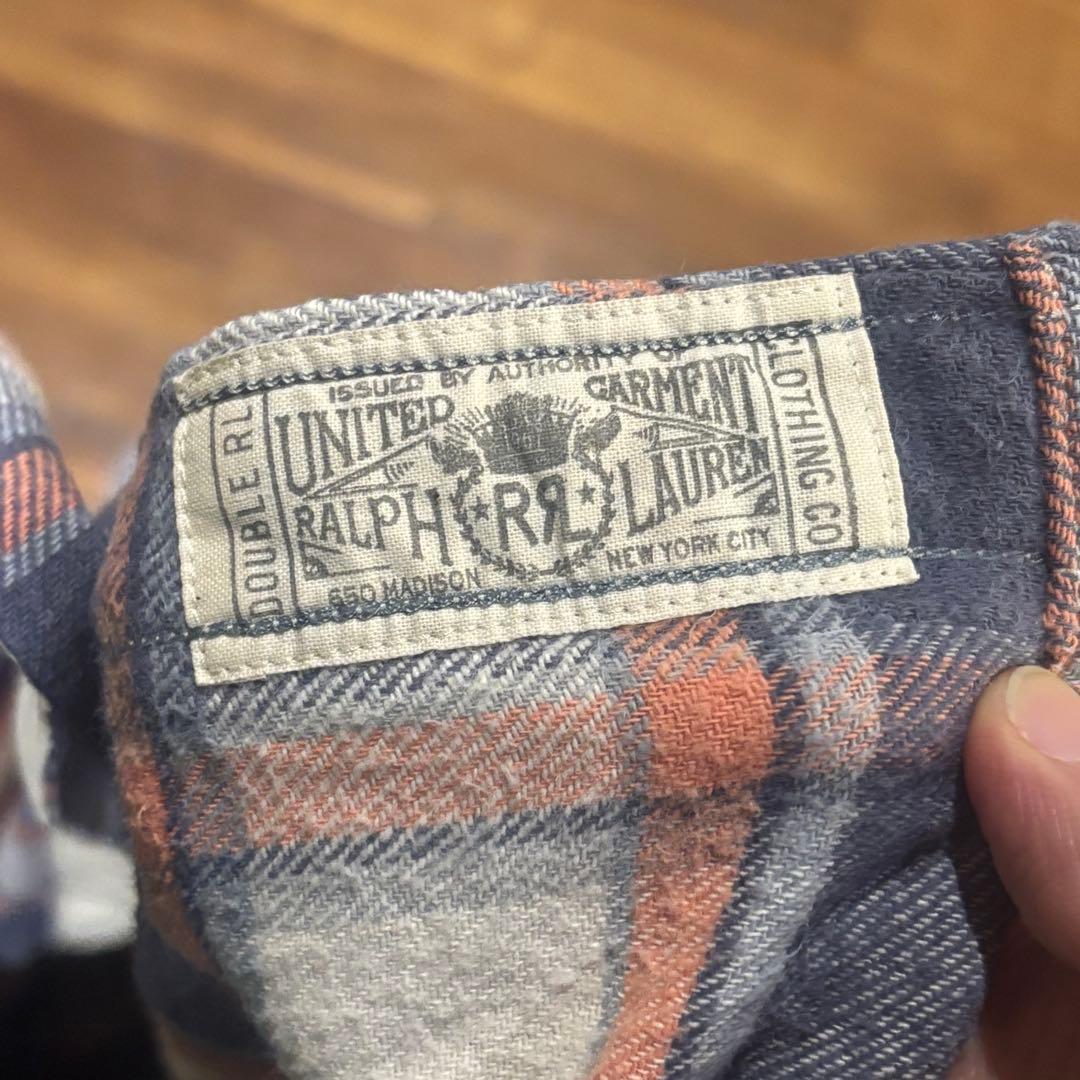 ISSUED BY AUTHORITY OF
UNITED GARMENT
RALPH LAUREN
RRL
650 MADISON NEW YORK CITY
DOUBLE RL
CLOTHING CO